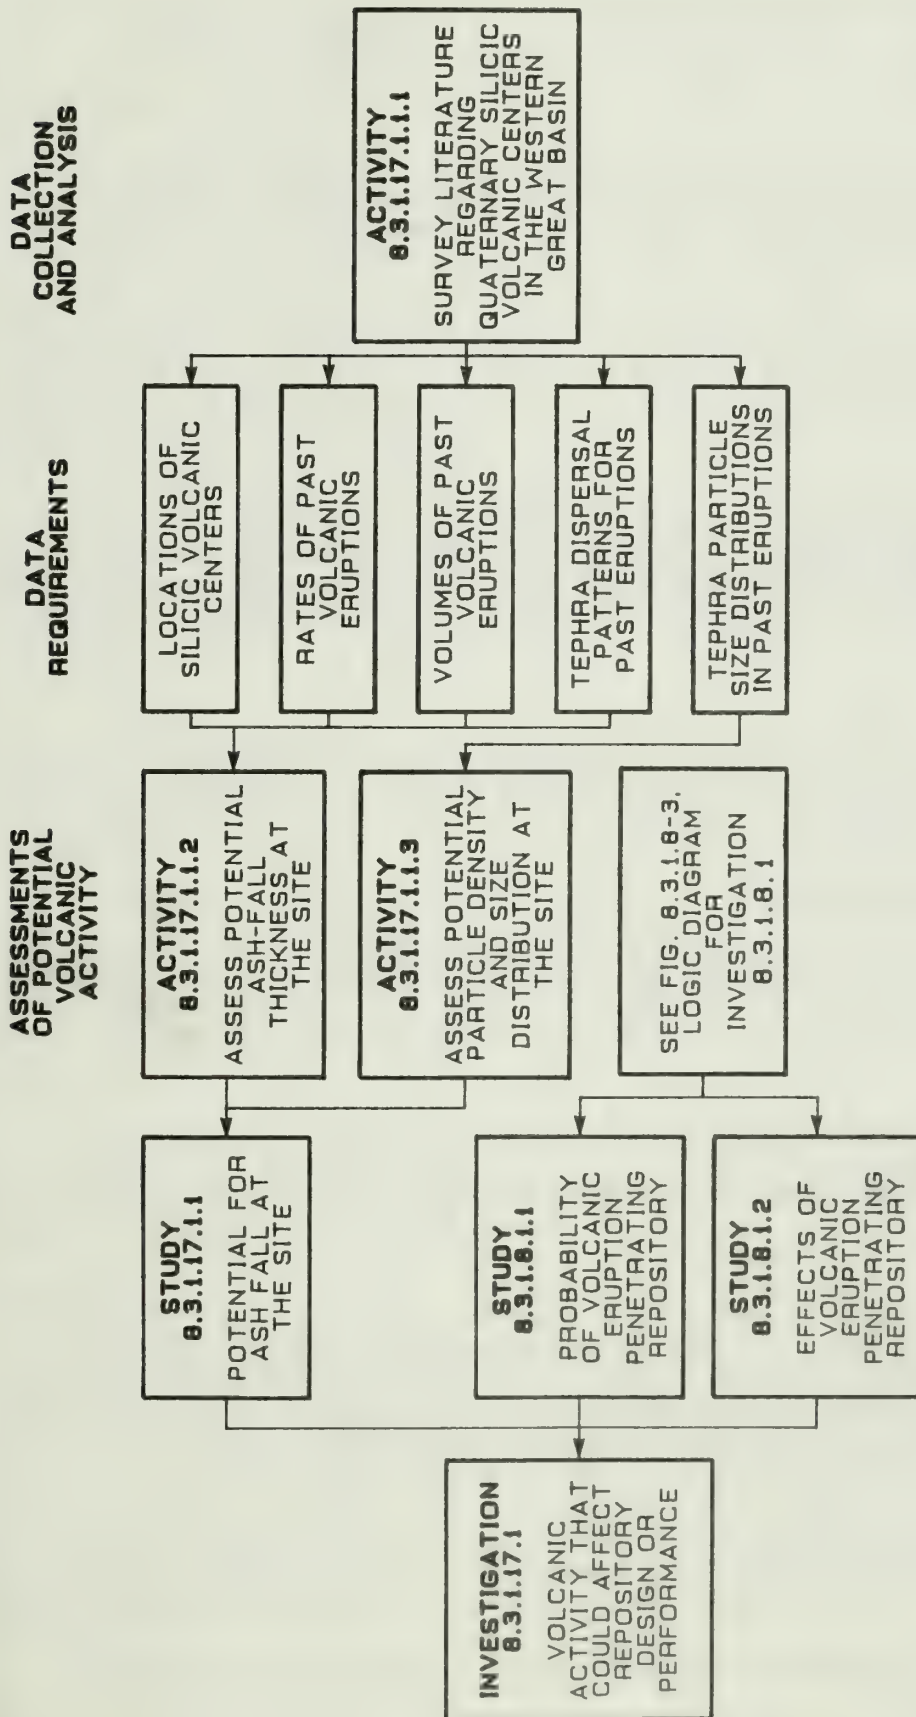 ASSESSMENTS
OF POTENTIAL
VOLCANIC
ACTIVITY
DATA
REQUIREMENTS
DATA
COLLECTION
AND ANALYSIS
INVESTIGATION
8.3.1.17.1
VOLCANIC
ACTIVITY THAT
COULD AFFECT
REPOSITORY
DESIGN OR
PERFORMANCE
STUDY
8.3.1.17.1.1
POTENTIAL FOR
ASH FALL AT
THE SITE
STUDY
8.3.1.8.1.1
PROBABILITY
OF VOLCANIC
ERUPTION
PENETRATING
REPOSITORY
STUDY
8.3.1.8.1.2
EFFECTS OF
VOLCANIC
ERUPTION
PENETRATING
REPOSITORY
ACTIVITY
8.3.1.17.1.1.2
ASSESS POTENTIAL
ASH-FALL
THICKNESS AT
THE SITE
ACTIVITY
8.3.1.17.1.1.3
ASSESS POTENTIAL
PARTICLE DENSITY
AND SIZE
DISTRIBUTION AT
THE SITE
SEE FIG. 8.3.1.8-3.
LOGIC DIAGRAM
FOR
INVESTIGATION
8.3.1.8.1
LOCATIONS OF
SILICIC VOLCANIC
CENTERS
RATES OF PAST
VOLCANIC
ERUPTIONS
VOLUMES OF PAST
VOLCANIC
ERUPTIONS
TEPHRA DISPERSAL
PATTERNS FOR
PAST ERUPTIONS
TEPHRA PARTICLE
SIZE DISTRIBUTIONS
IN PAST ERUPTIONS
ACTIVITY
8.3.1.17.1.1.1
SURVEY LITERATURE
REGARDING
QUATERNARY SILICIC
VOLCANIC CENTERS
IN THE WESTERN
GREAT BASIN